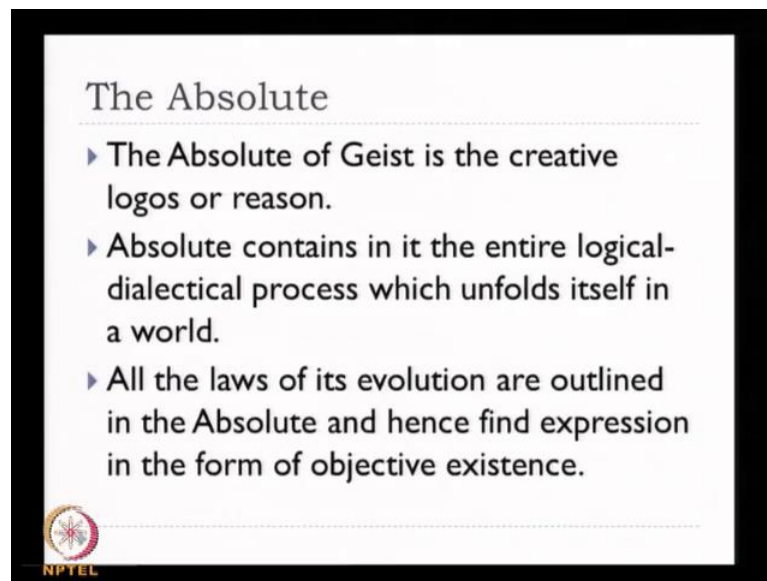 The Absolute
The Absolute of Geist is the creative
logos or reason.
Absolute contains in it the entire logical-
dialectical process which unfolds itself in
a world.
All the laws of its evolution are outlined
in the Absolute and hence find expression
in the form of objective existence.
NPTEL